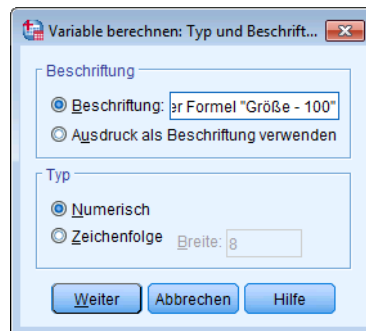 Variable berechnen: Typ und Beschrift...
Beschriftung
Beschriftung: er Formel "Größe - 100"
Ausdruck als Beschriftung verwenden
Typ
Numerisch
Zeichenfolge Breite: 8
Weiter Abbrechen Hilfe